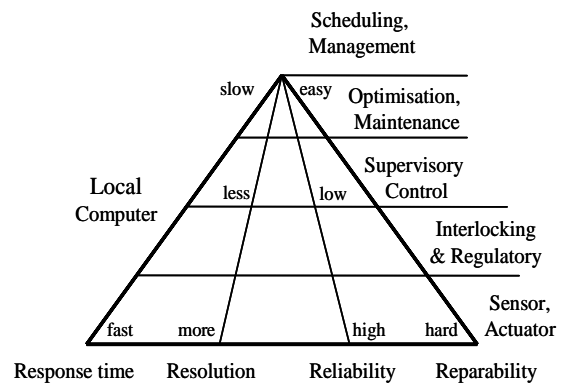 Scheduling,
Management
slow
easy
Optimisation,
Maintenance
Supervisory
Control
Local
Computer
less
low
Interlocking
& Regulatory
Sensor,
Actuator
fast
more
high
hard
Response time
Resolution
Reliability
Reparability